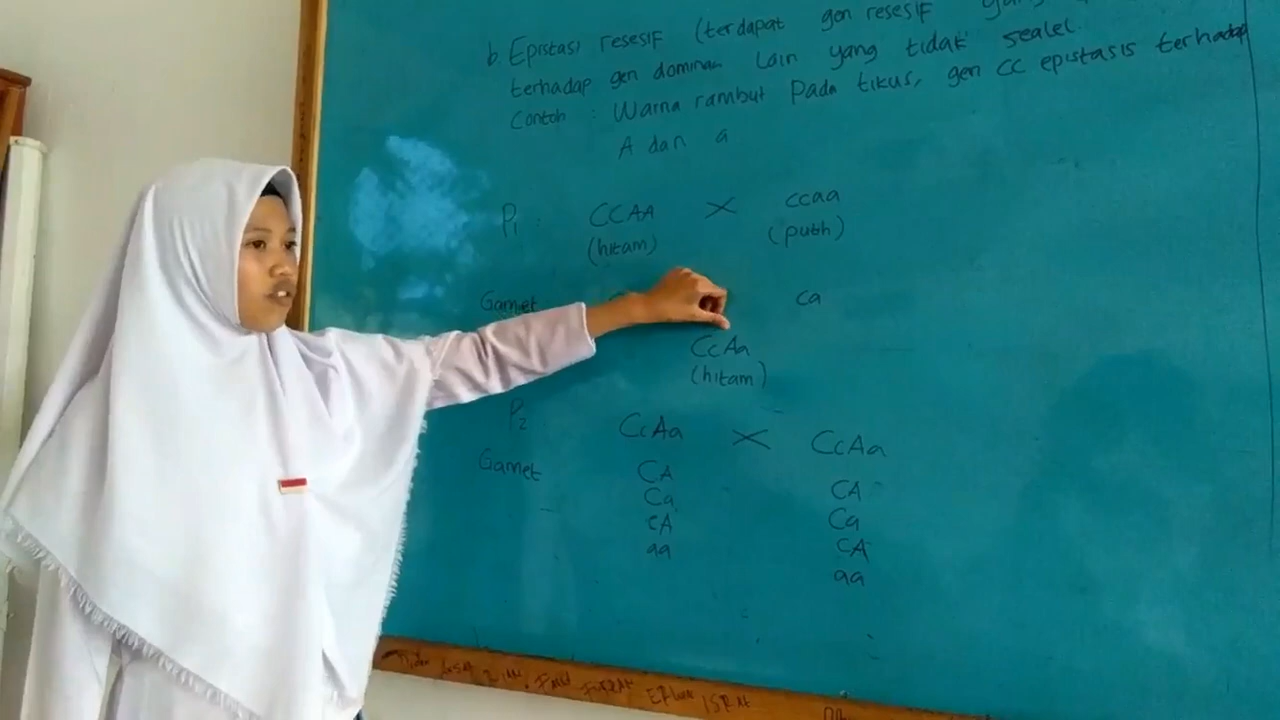 b. Epistasi resesif (terdapat gen resesif
terhadap gen dominan lain yang tidak sealel.
Contoh : Warna rambut Pada tikus, gen cc epistasis terhadap
A dan a
P1 : CCAA × ccaa
(hitam) (putih)
Gamet ca
CcAa
(hitam)
P2 CcAa × CcAa
Gamet
CA CA
Ca Ca
cA cA
aa aa